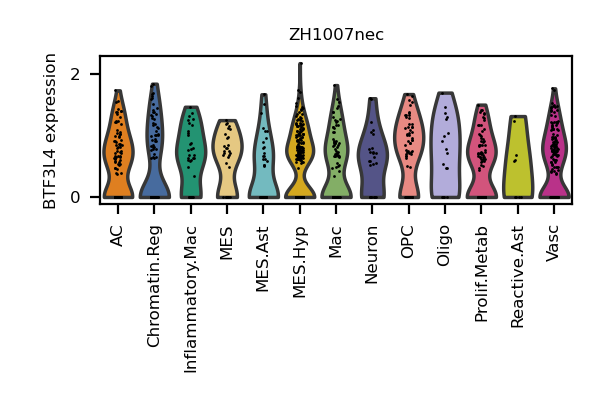 ZH1007nec
BTF3L4 expression
2
0
AC
Chromatin.Reg
Inflammatory.Mac
MES
MES.Ast
MES.Hyp
Mac
Neuron
OPC
Oligo
Prolif.Metab
Reactive.Ast
Vasc